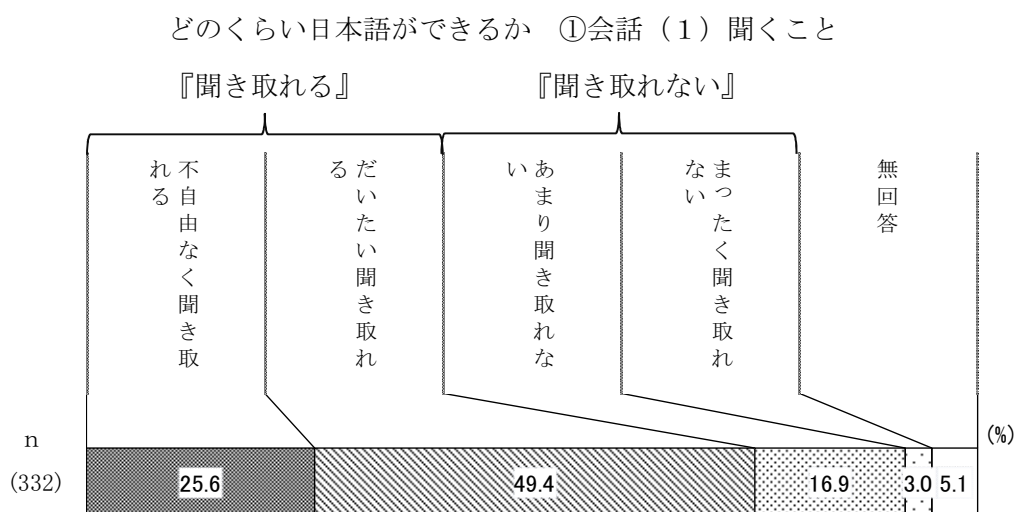 どのくらい日本語ができるか　①会話（１）聞くこと
『聞き取れる』
『聞き取れない』
不自由なく聞き取
れる
だいたい聞き取れ
る
あまり聞き取れな
い
まったく聞き取れ
ない
無回答
(%)
n
(332)
25.6
49.4
16.9
3.0
5.1